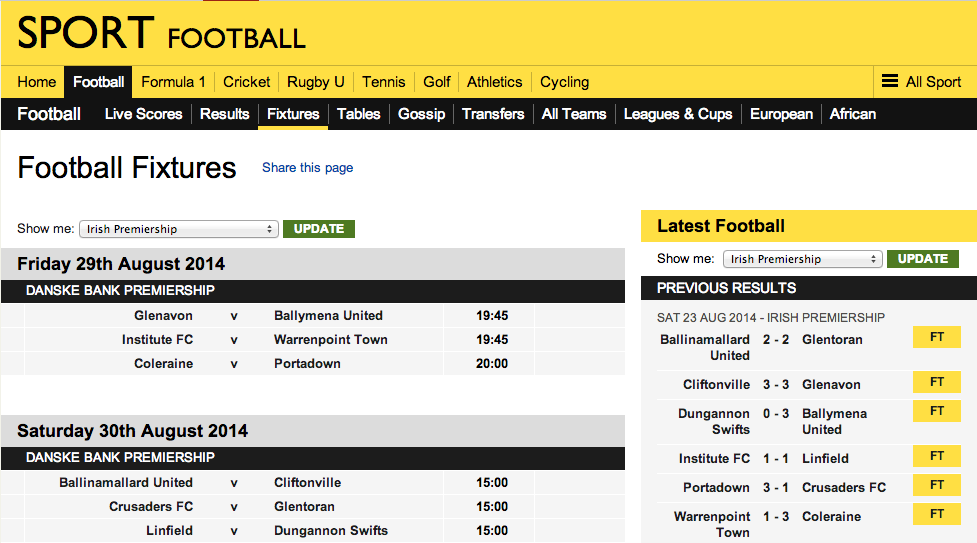 SPORT FOOTBALL
Home Football Formula 1 Cricket Rugby U Tennis Golf Athletics Cycling All Sport
Football Live Scores Results Fixtures Tables Gossip Transfers All Teams Leagues & Cups European African
Football Fixtures Share this page
Show me: Irish Premiership UPDATE
Friday 29th August 2014
DANSKE BANK PREMIERSHIP
Glenavon v Ballymena United 19:45
Institute FC v Warrenpoint Town 19:45
Coleraine v Portadown 20:00
Saturday 30th August 2014
DANSKE BANK PREMIERSHIP
Ballinamallard United v Cliftonville 15:00
Crusaders FC v Glentoran 15:00
Linfield v Dungannon Swifts 15:00
Latest Football
Show me: Irish Premiership UPDATE
PREVIOUS RESULTS
SAT 23 AUG 2014 - IRISH PREMIERSHIP
Ballinamallard 2 - 2 Glentoran FT
United
Cliftonville 3 - 3 Glenavon FT
Dungannon 0 - 3 Ballymena FT
Swifts United
Institute FC 1 - 1 Linfield FT
Portadown 3 - 1 Crusaders FC FT
Warrenpoint 1 - 3 Coleraine FT
Town